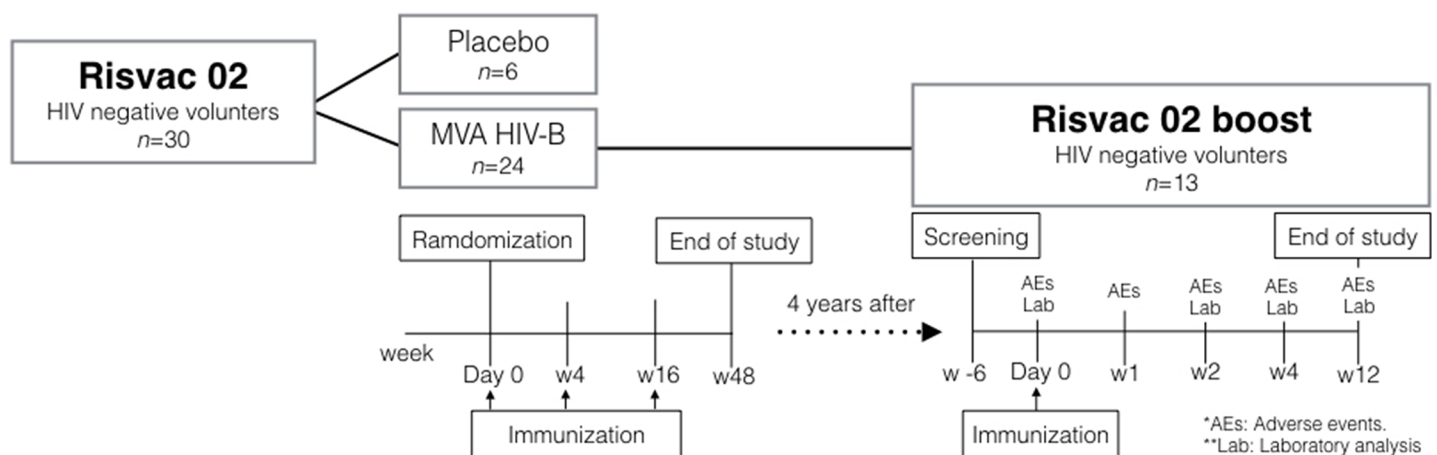 Risvac 02
HIV negative volunters
n=30
Placebo
n=6
MVA HIV-B
n=24
Risvac 02 boost
HIV negative volunters
n=13
Ramdomization
End of study
week
Day 0
w4
w16
w48
Immunization
4 years after
Screening
End of study
AEs
Lab
AEs
AEs
Lab
AEs
Lab
AEs
Lab
w -6
Day 0
w1
w2
w4
w12
Immunization
*AEs: Adverse events.
**Lab: Laboratory analysis